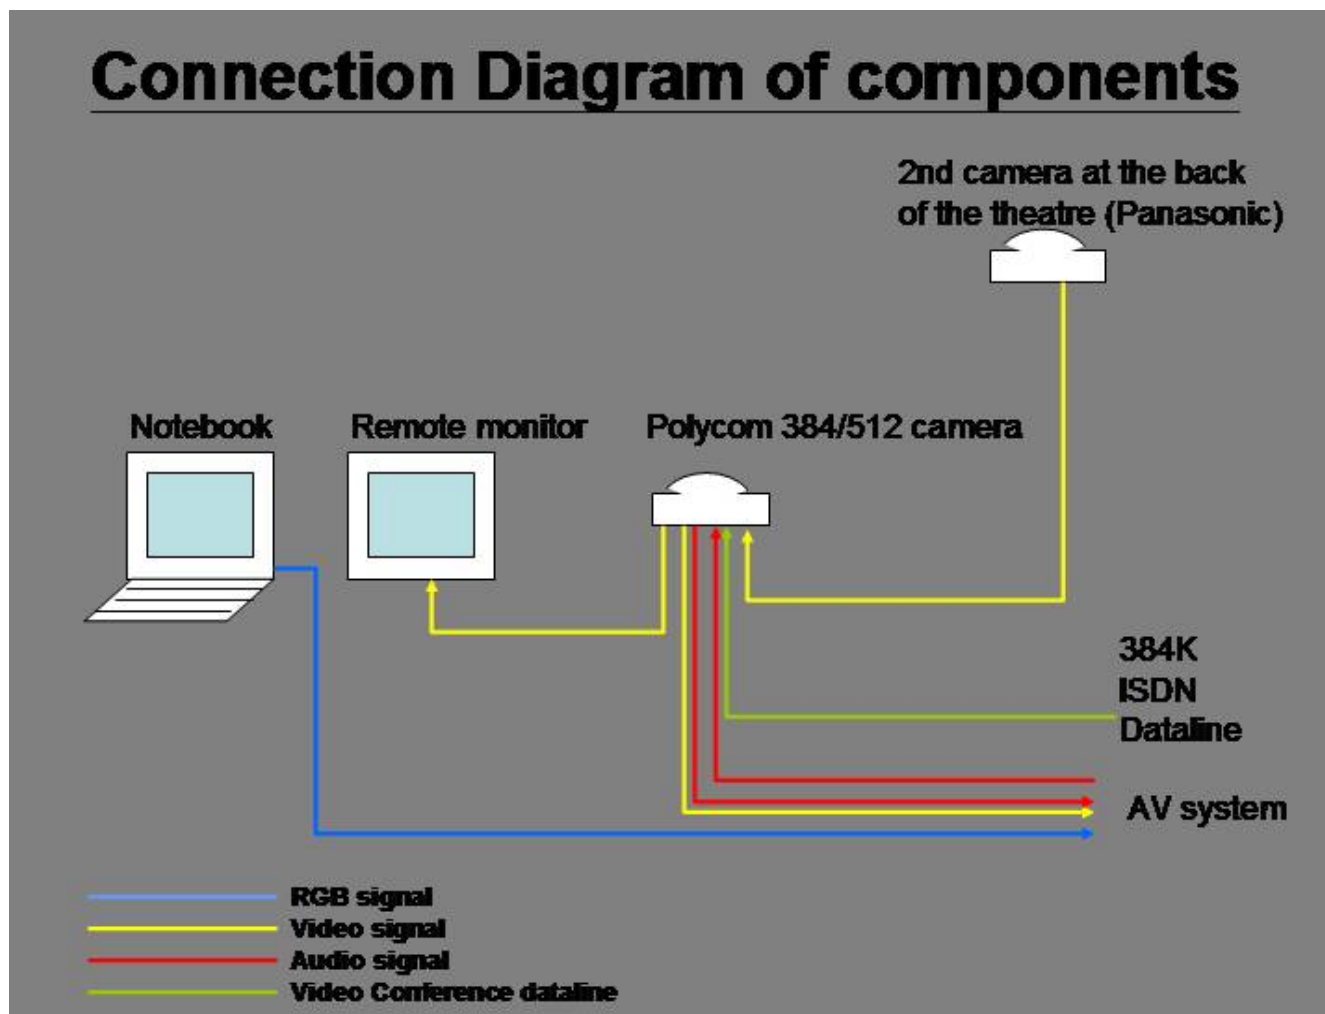 Connection Diagram of components
2nd camera at the back
of the theatre (Panasonic)
Notebook
Remote monitor
Polycom 384/512 camera
384K
ISDN
Dataline
AV system
RGB signal
Video signal
Audio signal
Video Conference dataline